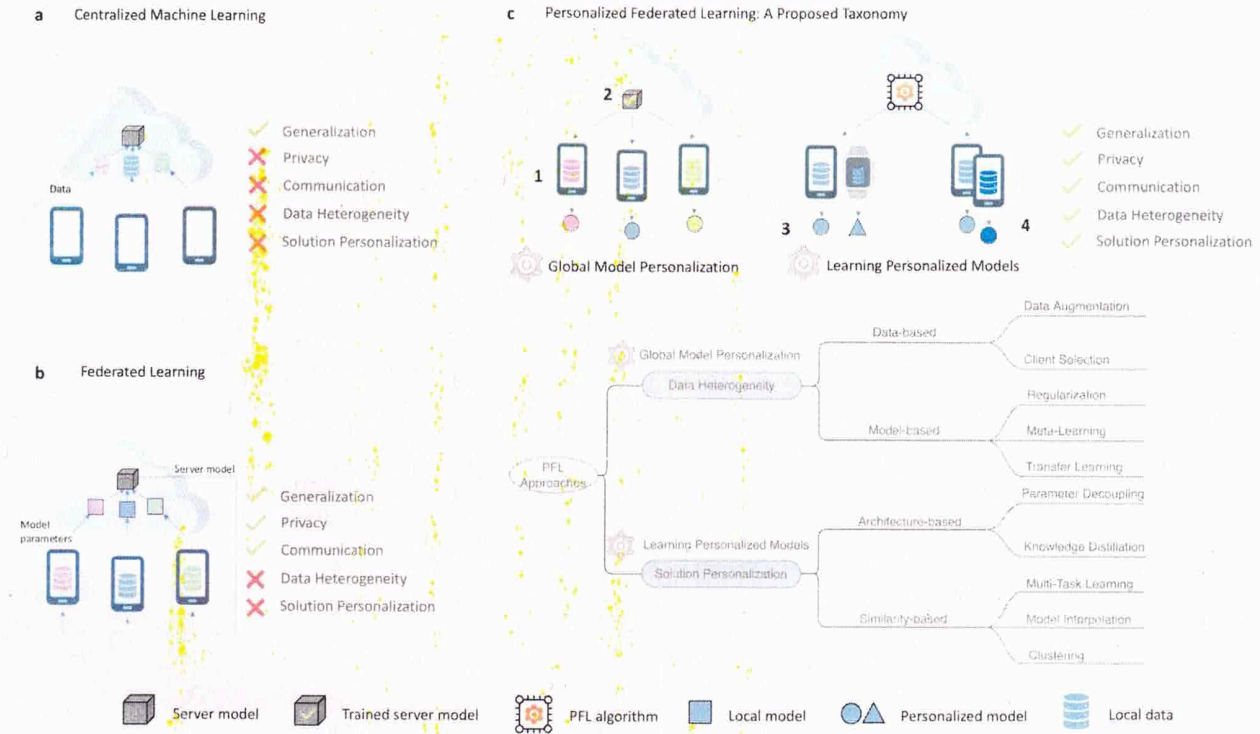 a Centralized Machine Learning
Data
Generalization
Privacy
Communication
Data Heterogeneity
Solution Personalization
b Federated Learning
Server model
Model
parameters
Generalization
Privacy
Communication
Data Heterogeneity
Solution Personalization
c Personalized Federated Learning: A Proposed Taxonomy
2
1
3
4
Global Model Personalization
Learning Personalized Models
Generalization
Privacy
Communication
Data Heterogeneity
Solution Personalization
PFL
Approaches
Global Model Personalization
Data Heterogeneity
Data-based
Data Augmentation
Client Selection
Model-based
Regularization
Meta-Learning
Transfer Learning
Learning Personalized Models
Solution Personalization
Architecture-based
Parameter Decoupling
Knowledge Distillation
Similarity-based
Multi-Task Learning
Model Interpolation
Clustering
Server model
Trained server model
PFL algorithm
Local model
Personalized model
Local data